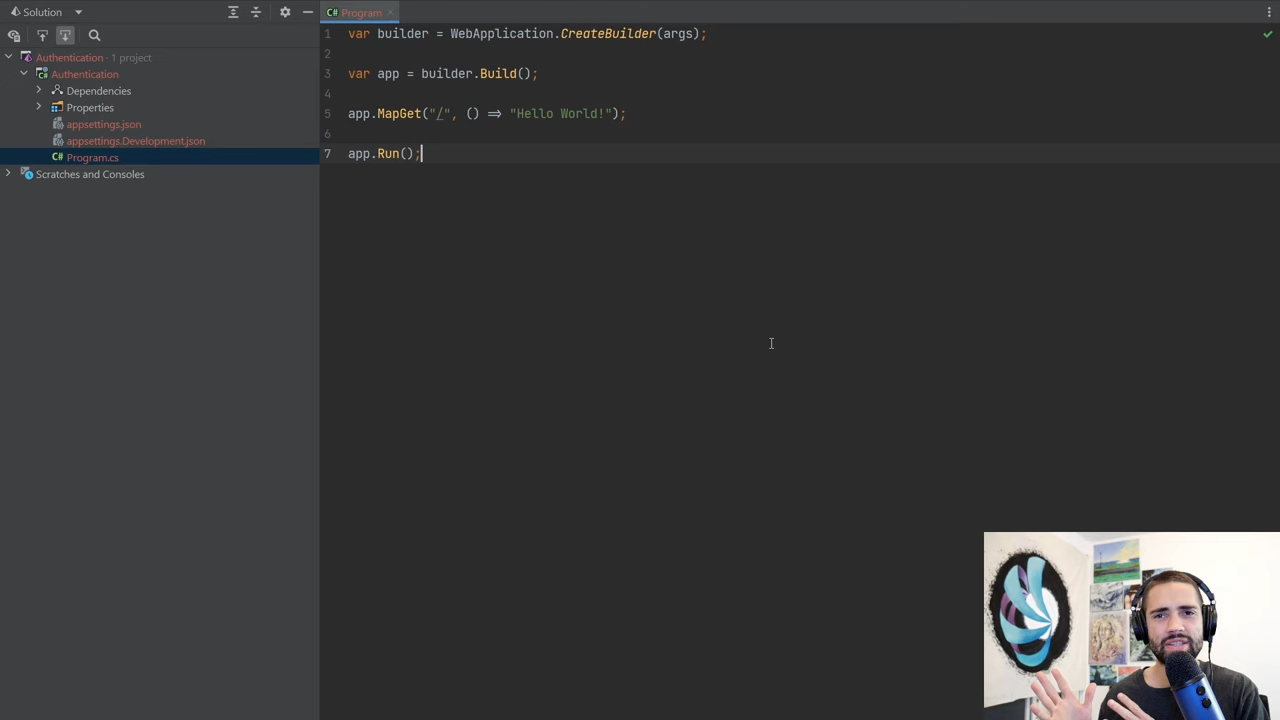 Solution
Program
Authentication · 1 project
Authentication
Dependencies
Properties
appsettings.json
appsettings.Development.json
C# Program.cs
Scratches and Consoles
1 var builder = WebApplication.CreateBuilder(args);
2
3 var app = builder.Build();
4
5 app.MapGet("/", () => "Hello World!");
6
7 app.Run();